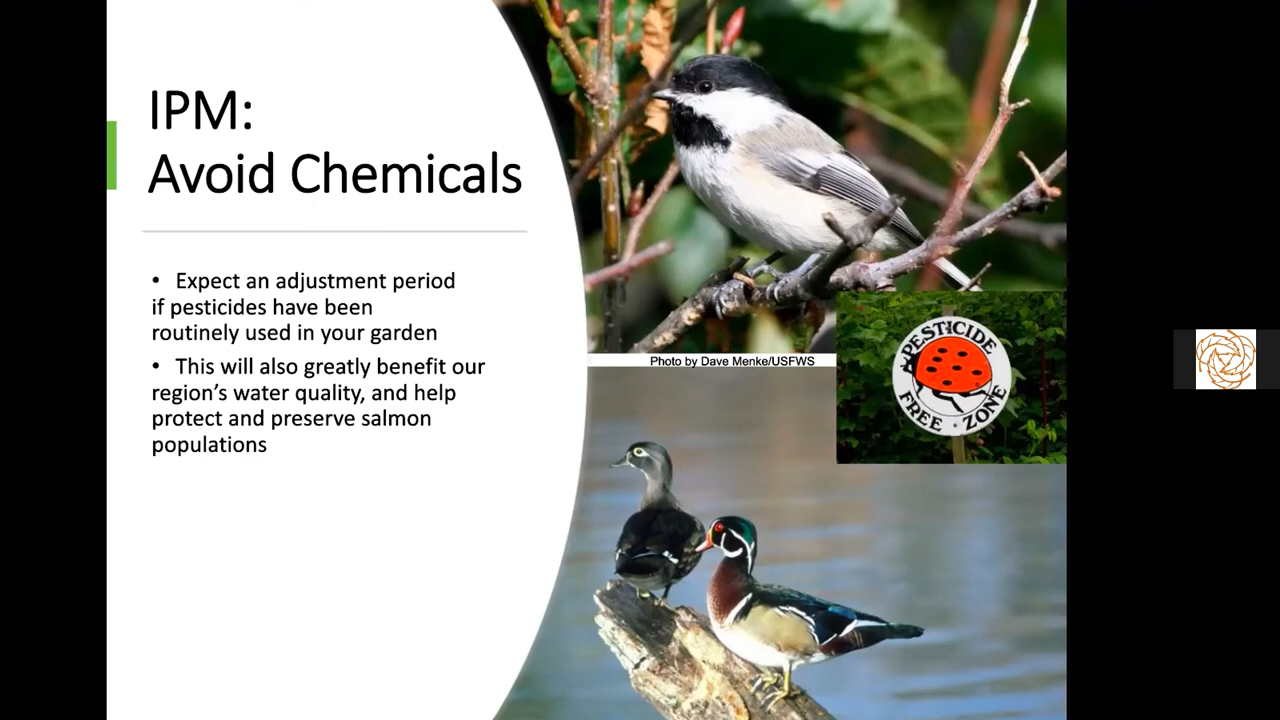 IPM:
Avoid Chemicals
• Expect an adjustment period
if pesticides have been
routinely used in your garden
• This will also greatly benefit our
region’s water quality, and help
protect and preserve salmon
populations
Photo by Dave Menke/USFWS
PESTICIDE
FREE · ZONE